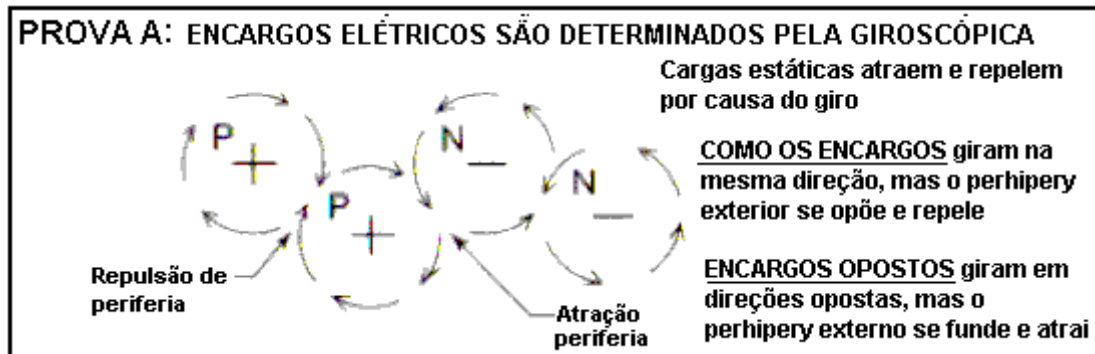 PROVA A: ENCARGOS ELÉTRICOS SÃO DETERMINADOS PELA GIROSCÓPICA
Cargas estáticas atraem e repelem
por causa do giro
P
+
P
+
N
−
N
−
COMO OS ENCARGOS giram na
mesma direção, mas o perhipery
exterior se opõe e repele
Repulsão de
periferia
Atração
periferia
ENCARGOS OPOSTOS giram em
direções opostas, mas o
perhipery externo se funde e atrai